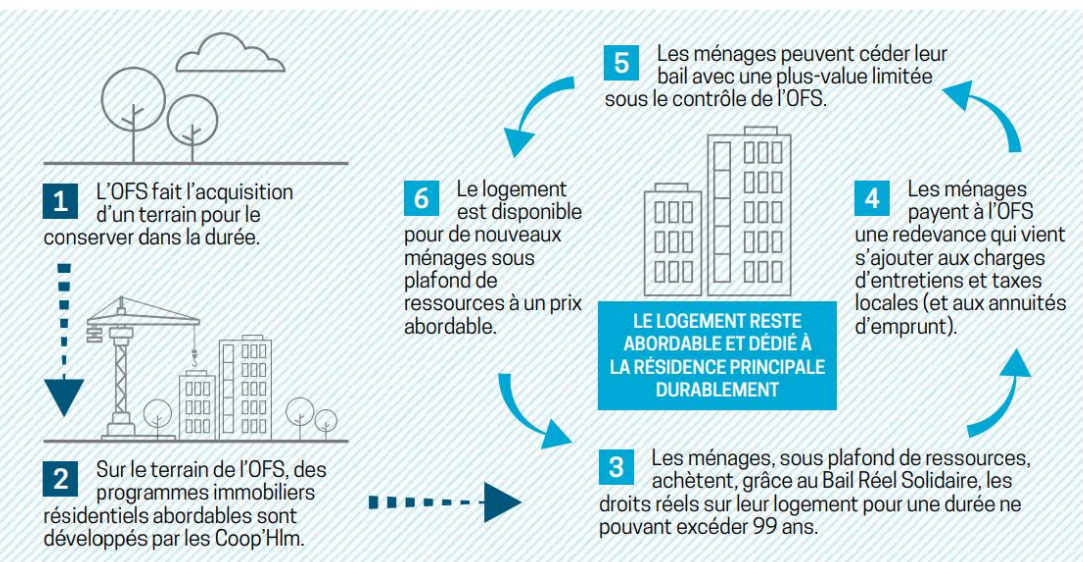 1 L'OFS fait l'acquisition
d'un terrain pour le
conserver dans la durée.
2 Sur le terrain de l'OFS, des
programmes immobiliers
résidentiels abordables sont
développés par les Coop'Hlm.
3 Les ménages, sous plafond de ressources,
achètent, grâce au Bail Réel Solidaire, les
droits réels sur leur logement pour une durée ne
pouvant excéder 99 ans.
4 Les ménages
payent à l'OFS
une redevance qui vient
s'ajouter aux charges
d'entretiens et taxes
locales (et aux annuités
d'emprunt).
5 Les ménages peuvent céder leur
bail avec une plus-value limitée
sous le contrôle de l'OFS.
6 Le logement
est disponible
pour de nouveaux
ménages sous
plafond de
ressources à un prix
abordable.
LE LOGEMENT RESTE
ABORDABLE ET DÉDIÉ À
LA RÉSIDENCE PRINCIPALE
DURABLEMENT